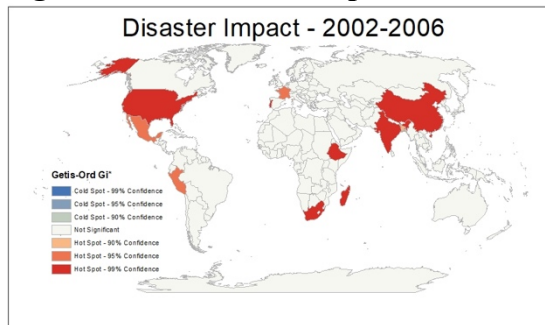 Disaster Impact - 2002-2006
Getis-Ord Gi*
Cold Spot - 99% Confidence
Cold Spot - 95% Confidence
Cold Spot - 90% Confidence
Not Significant
Hot Spot - 90% Confidence
Hot Spot - 95% Confidence
Hot Spot - 99% Confidence